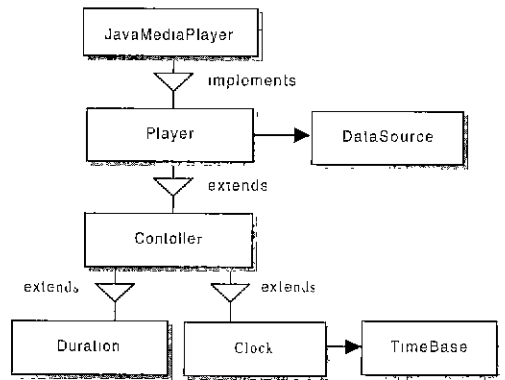 JavaMediaPlayer
implements
Player
DataSource
extends
Contoller
extends
extends
Duration
Clock
TimeBase